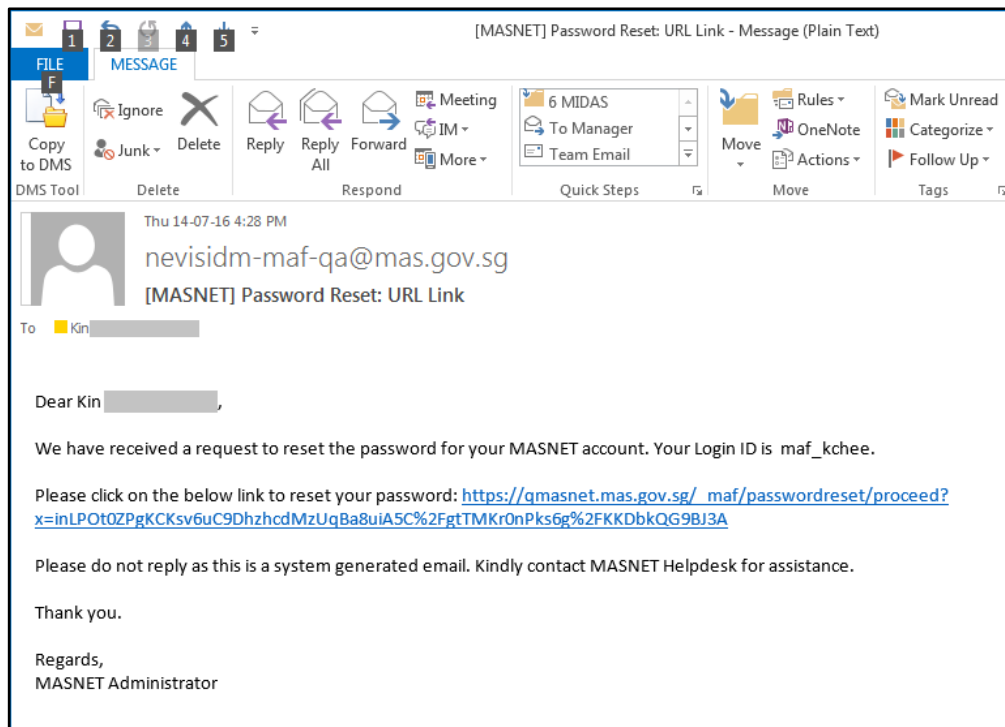 1 2 3 4 5
[MASNET] Password Reset: URL Link - Message (Plain Text)
FILE MESSAGE
F
Copy to DMS
Ignore
Junk
Delete
Reply
Reply All
Forward
Meeting
IM
More
6 MIDAS
To Manager
Team Email
Move
Rules
OneNote
Actions
Mark Unread
Categorize
Follow Up
DMS Tool Delete Respond Quick Steps Move Tags
Thu 14-07-16 4:28 PM
nevisidm-maf-qa@mas.gov.sg
[MASNET] Password Reset: URL Link
To Kin
Dear Kin ,
We have received a request to reset the password for your MASNET account. Your Login ID is maf_kchee.
Please click on the below link to reset your password: https://qmasnet.mas.gov.sg/_maf/passwordreset/proceed?
x=inLPOt0ZPgKCKsv6uC9DhzhcdMzUqBa8uiA5C%2FgtTMKr0nPks6g%2FKKDbkQG9BJ3A
Please do not reply as this is a system generated email. Kindly contact MASNET Helpdesk for assistance.
Thank you.
Regards,
MASNET Administrator